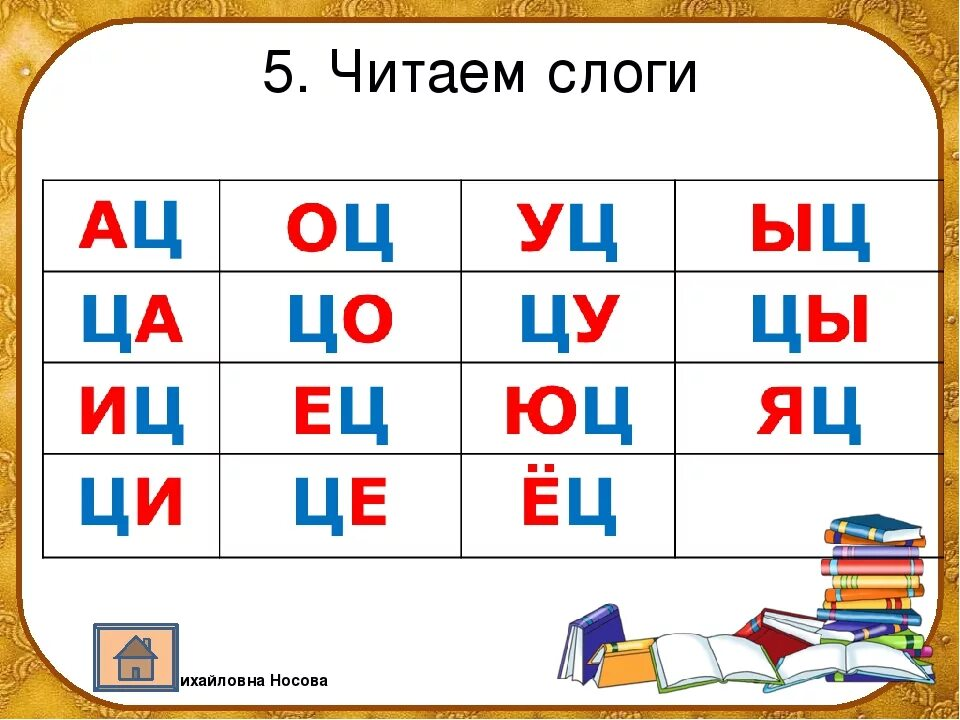 5. Читаем слоги
АЦ ОЦ УЦ ЫЦ
ЦА ЦО ЦУ ЦЫ
ИЦ ЕЦ ЮЦ ЯЦ
ЦИ ЦЕ ЁЦ
ихайловна Носова